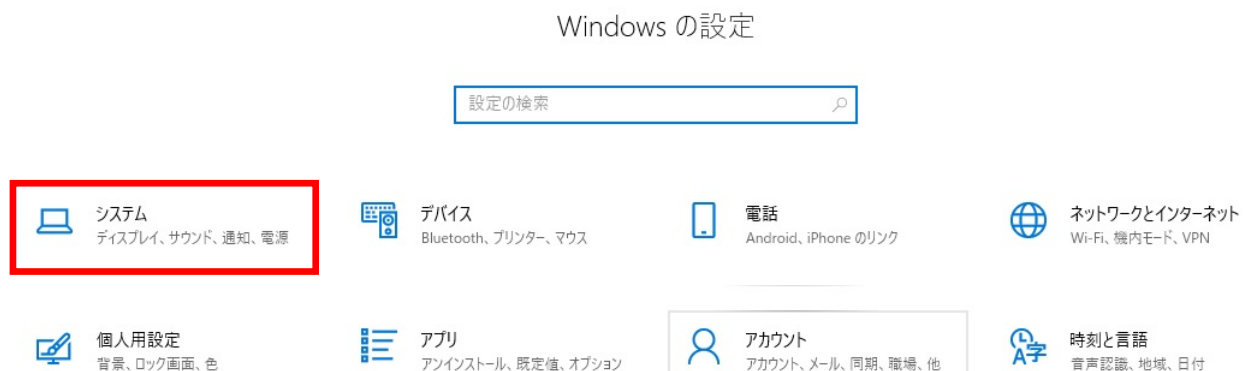 Windows の設定
設定の検索
システム
ディスプレイ、サウンド、通知、電源
デバイス
Bluetooth、プリンター、マウス
電話
Android、iPhone のリンク
ネットワークとインターネット
Wi-Fi、機内モード、VPN
個人用設定
背景、ロック画面、色
アプリ
アンインストール、既定値、オプション
アカウント
アカウント、メール、同期、職場、他
時刻と言語
音声認識、地域、日付